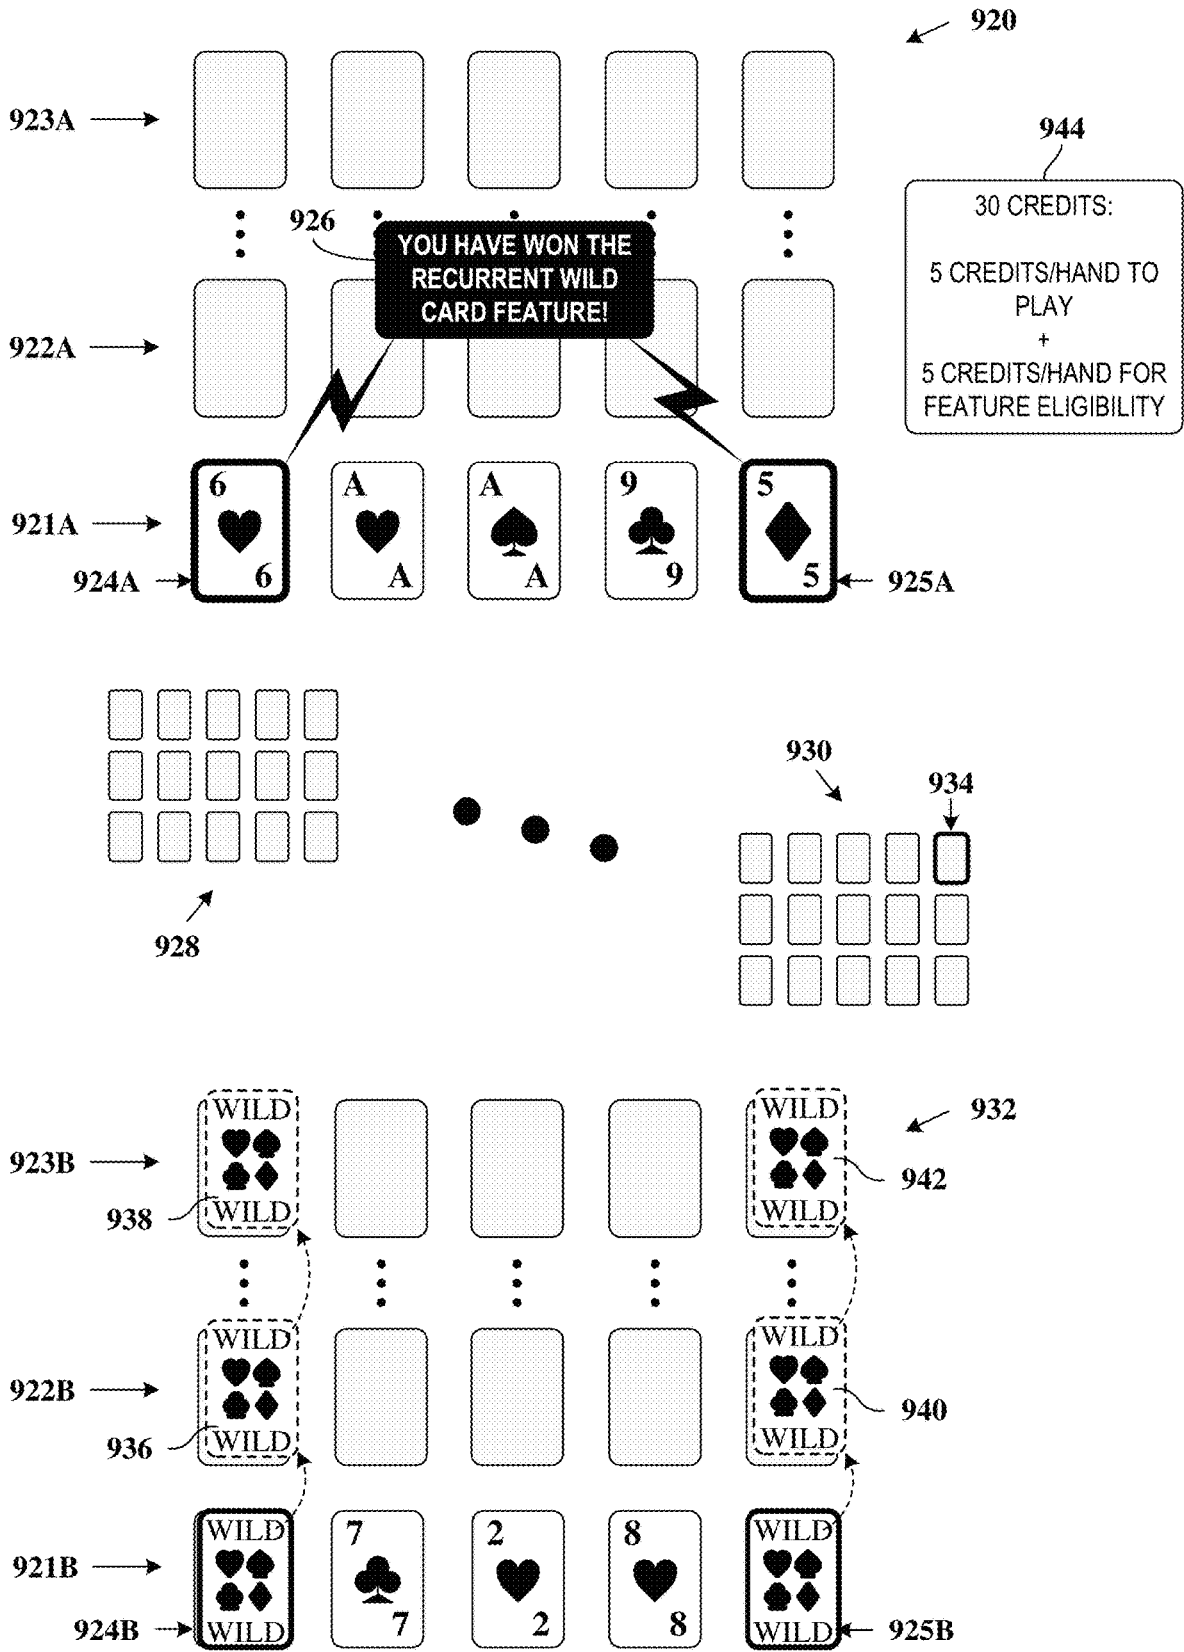 920
923A
944
30 CREDITS:
5 CREDITS/HAND TO
PLAY
+
5 CREDITS/HAND FOR
FEATURE ELIGIBILITY
926
YOU HAVE WON THE
RECURRENT WILD
CARD FEATURE!
922A
6 A A 9 5
921A
6 A A 9 5
924A
925A
930
934
928
WILD WILD
932
923B
942
938
WILD WILD
WILD WILD
922B
940
936
WILD WILD
WILD 7 2 8 WILD
921B
WILD 7 2 8 WILD
924B
925B